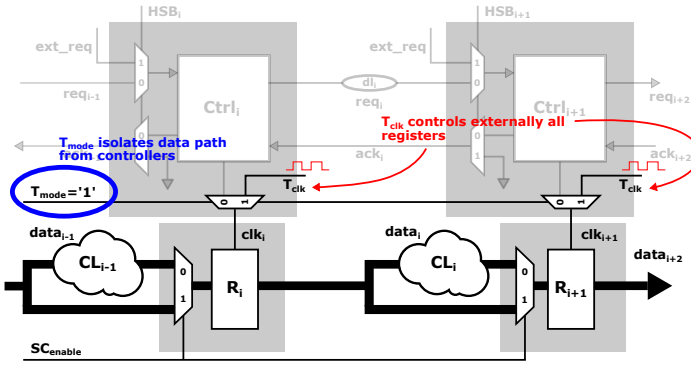 HSBi
HSBi+1
ext_req
ext_req
1
0
1
0
reqi-1
Ctrli
dli
reqi
Ctrli+1
reqi+2
Tmode isolates data path
from controllers
0
1
Tclk controls externally all
registers
0
1
acki
acki+2
Tmode='1'
Tclk
Tclk
0
1
0
1
datai-1
clki
datai
clki+1
datai+2
CLi-1
0
1
Ri
CLi
0
1
Ri+1
SCenable